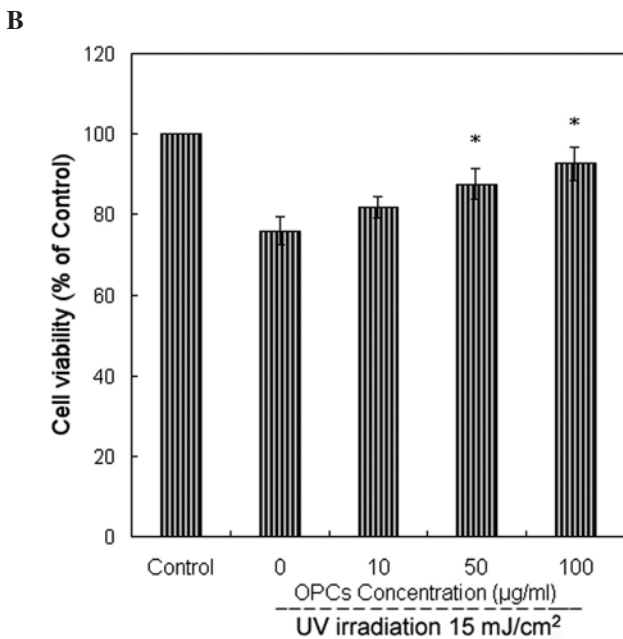 B
120
100
80
60
40
20
0
Cell viability (% of Control)
* *
Control 0 10 50 100
OPCs Concentration (μg/ml)
UV irradiation 15 mJ/cm²